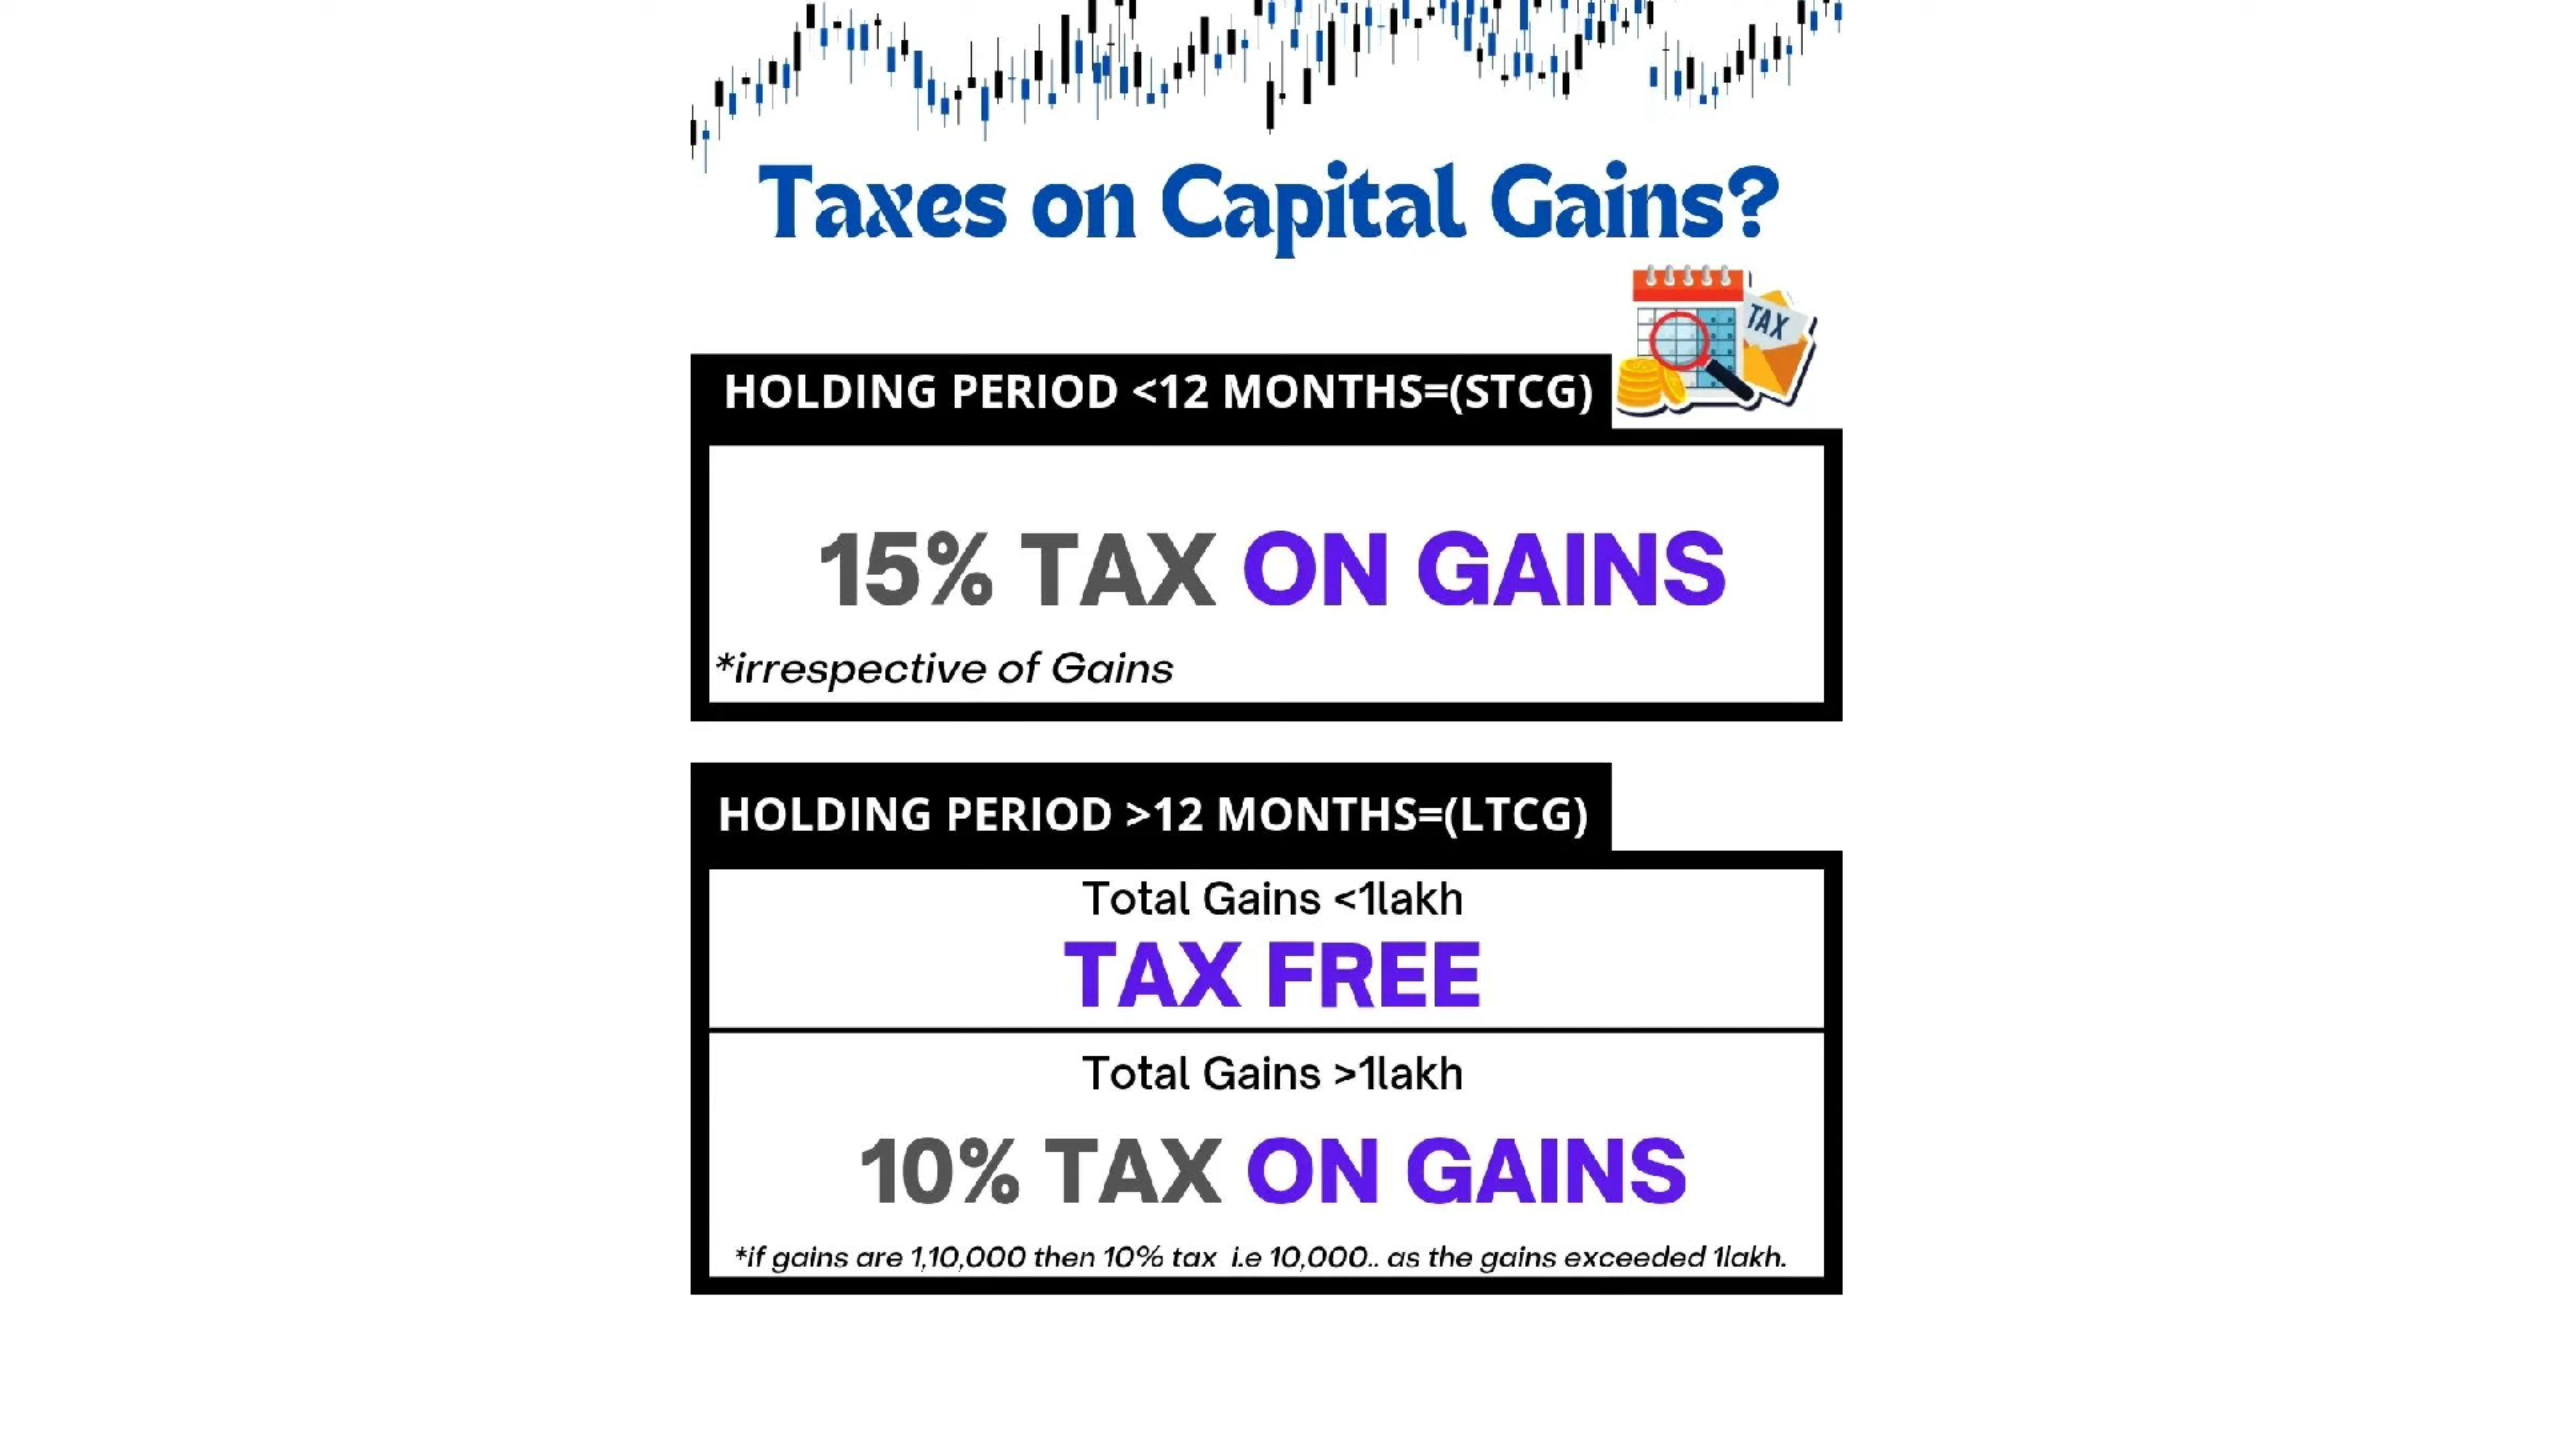 Taxes on Capital Gains?
TAX
HOLDING PERIOD <12 MONTHS=(STCG)
15% TAX ON GAINS
*irrespective of Gains
HOLDING PERIOD >12 MONTHS=(LTCG)
Total Gains <1lakh
TAX FREE
Total Gains >1lakh
10% TAX ON GAINS
*if gains are 1,10,000 then 10% tax i.e 10,000.. as the gains exceeded 1lakh.